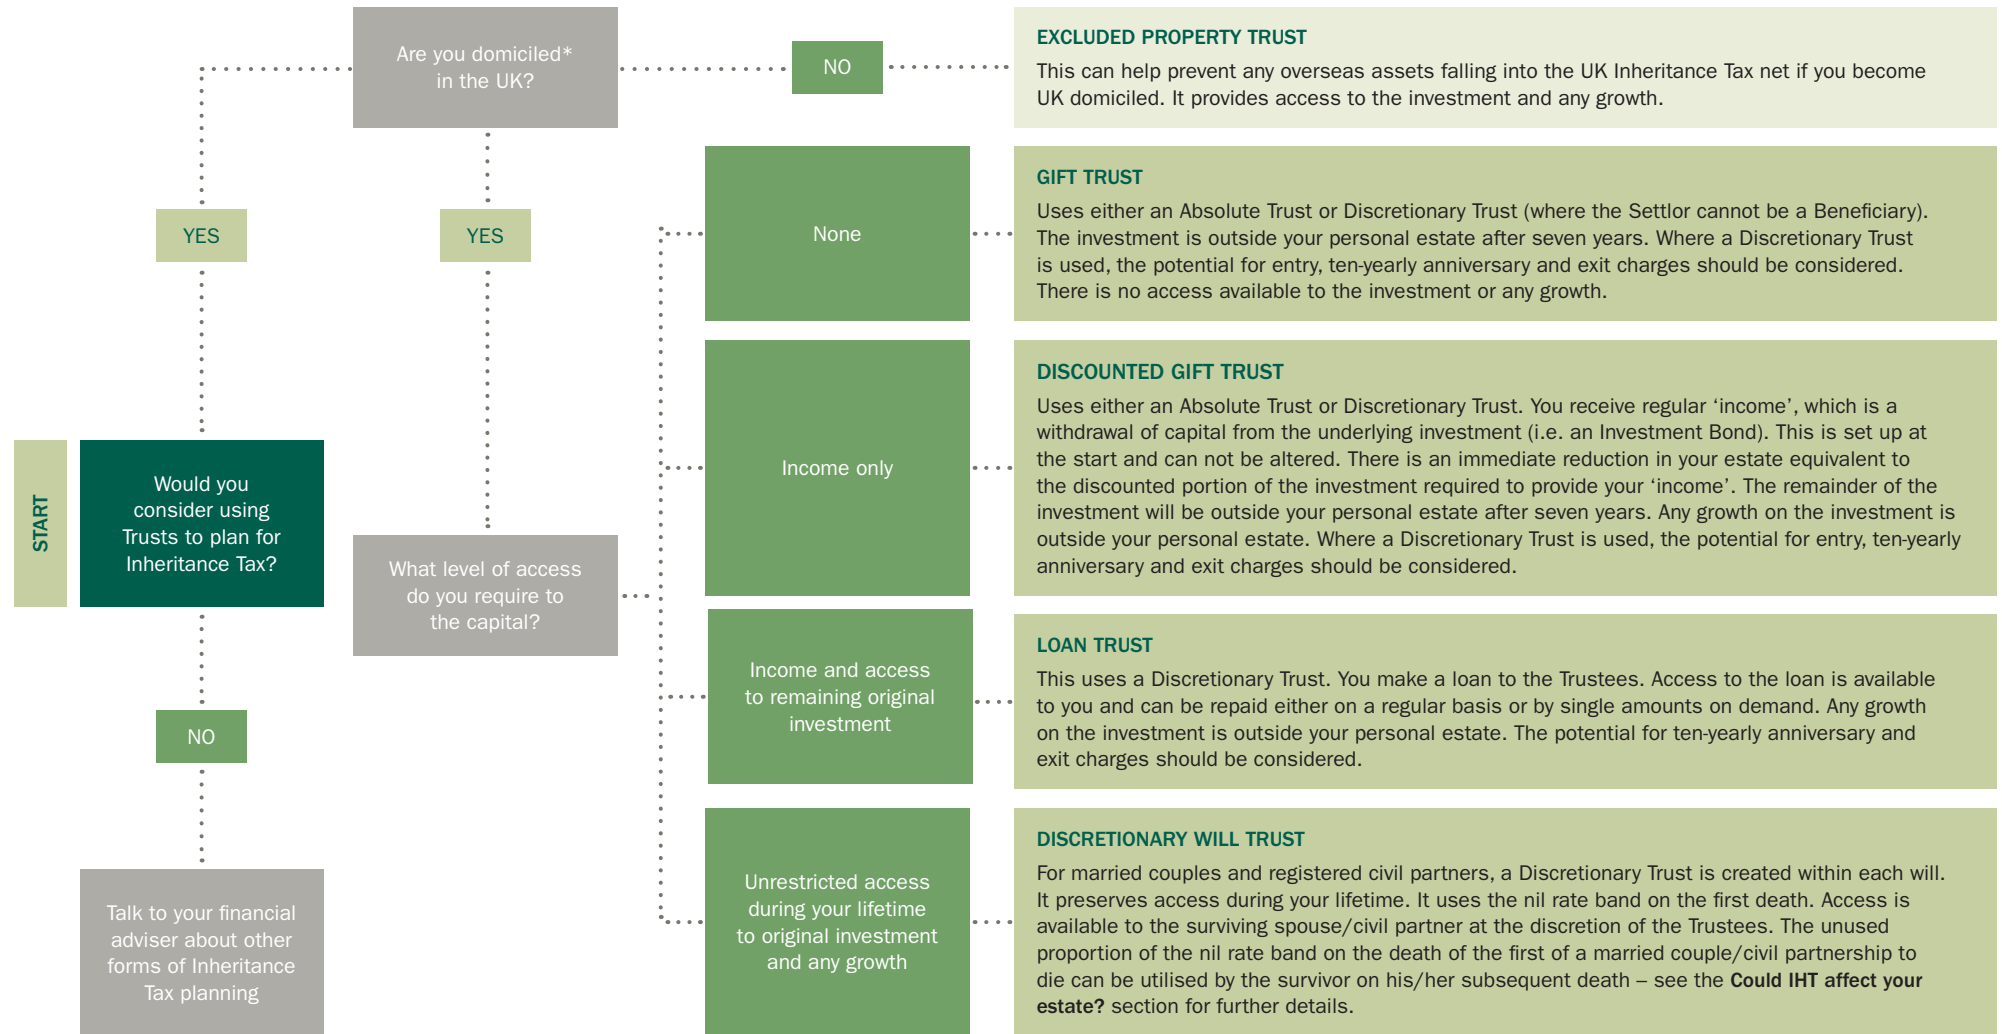 START
Would you
consider using
Trusts to plan for
Inheritance Tax?
YES
NO
Talk to your financial
adviser about other
forms of Inheritance
Tax planning
Are you domiciled*
in the UK?
NO
YES
What level of access
do you require to
the capital?
EXCLUDED PROPERTY TRUST
This can help prevent any overseas assets falling into the UK Inheritance Tax net if you become
UK domiciled. It provides access to the investment and any growth.
None
GIFT TRUST
Uses either an Absolute Trust or Discretionary Trust (where the Settlor cannot be a Beneficiary).
The investment is outside your personal estate after seven years. Where a Discretionary Trust
is used, the potential for entry, ten-yearly anniversary and exit charges should be considered.
There is no access available to the investment or any growth.
Income only
DISCOUNTED GIFT TRUST
Uses either an Absolute Trust or Discretionary Trust. You receive regular ‘income’, which is a
withdrawal of capital from the underlying investment (i.e. an Investment Bond). This is set up at
the start and can not be altered. There is an immediate reduction in your estate equivalent to
the discounted portion of the investment required to provide your ‘income’. The remainder of the
investment will be outside your personal estate after seven years. Any growth on the investment is
outside your personal estate. Where a Discretionary Trust is used, the potential for entry, ten-yearly
anniversary and exit charges should be considered.
Income and access
to remaining original
investment
LOAN TRUST
This uses a Discretionary Trust. You make a loan to the Trustees. Access to the loan is available
to you and can be repaid either on a regular basis or by single amounts on demand. Any growth
on the investment is outside your personal estate. The potential for ten-yearly anniversary and
exit charges should be considered.
Unrestricted access
during your lifetime
to original investment
and any growth
DISCRETIONARY WILL TRUST
For married couples and registered civil partners, a Discretionary Trust is created within each will.
It preserves access during your lifetime. It uses the nil rate band on the first death. Access is
available to the surviving spouse/civil partner at the discretion of the Trustees. The unused
proportion of the nil rate band on the death of the first of a married couple/civil partnership to
die can be utilised by the survivor on his/her subsequent death – see the Could IHT affect your
estate? section for further details.